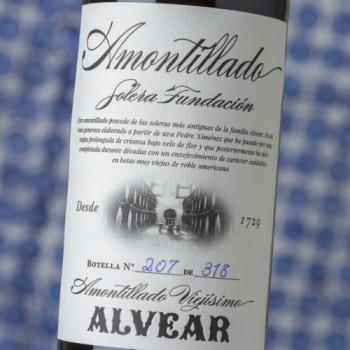 Amontillado
Solera Fundación
Este amontillado procede de las soleras más antiguas de la familia Alvear. Es un
vino generoso elaborado a partir de uva Pedro Ximénez que ha pasado por una
etapa prolongada de crianza bajo velo de flor y que posteriormente ha sido
completada durante décadas con un envejecimiento de carácter oxidativo
en botas muy viejas de roble americano.
Desde 1729
Botella Nº 207 de 318
Amontillado Viejísimo
ALVEAR